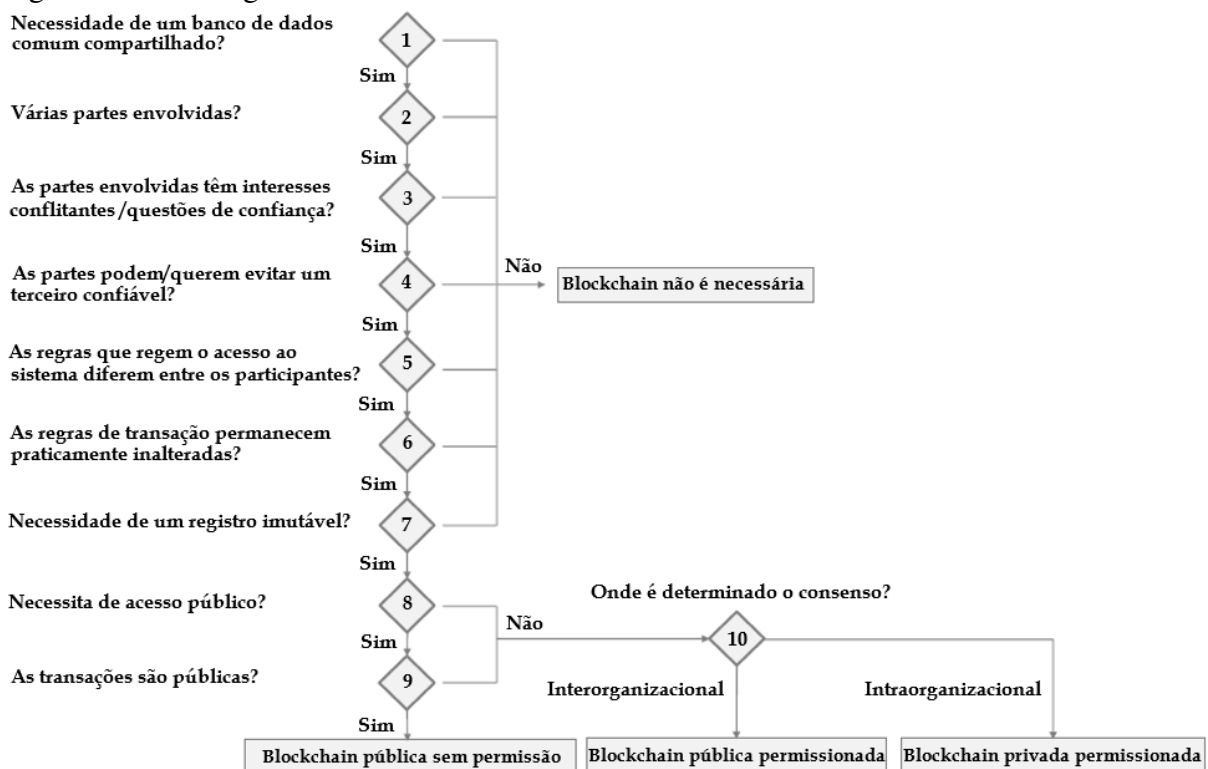 Necessidade de um banco de dados
comum compartilhado?
1
Sim
Várias partes envolvidas?
2
Sim
As partes envolvidas têm interesses
conflitantes/questões de confiança?
3
Sim
As partes podem/querem evitar um
terceiro confiável?
4
Não
Blockchain não é necessária
Sim
As regras que regem o acesso ao
sistema diferem entre os participantes?
5
Sim
As regras de transação permanecem
praticamente inalteradas?
6
Sim
Necessidade de um registro imutável?
7
Sim
Necessita de acesso público?
8
Não
Onde é determinado o consenso?
10
Sim
As transações são públicas?
9
Interorganizacional
Intraorganizacional
Sim
Blockchain pública sem permissão
Blockchain pública permissionada
Blockchain privada permissionada